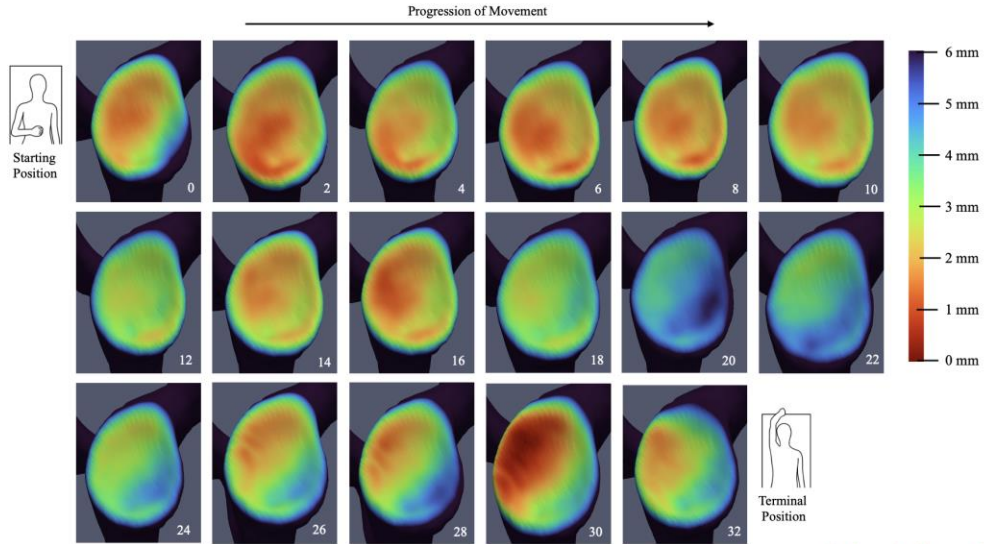 Progression of Movement
Starting
Position
0
2
4
6
8
10
12
14
16
18
20
22
24
26
28
30
32
6 mm
5 mm
4 mm
3 mm
2 mm
1 mm
0 mm
Terminal
Position